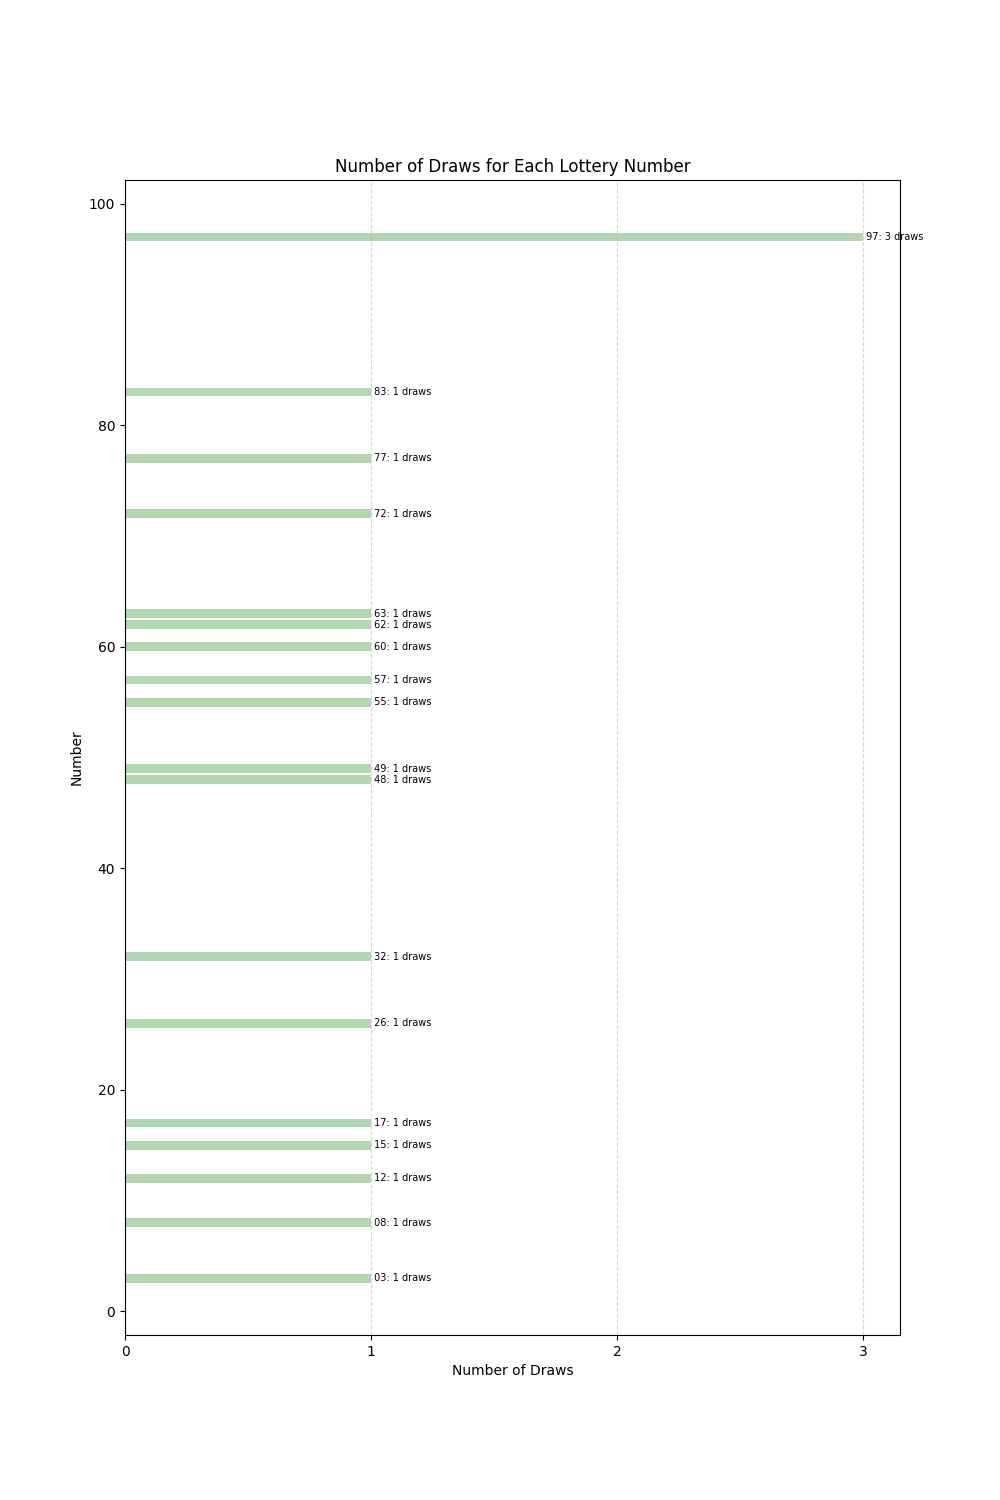 Number of Draws for Each Lottery Number
100
97: 3 draws
83: 1 draws
80
77: 1 draws
72: 1 draws
63: 1 draws
62: 1 draws
60
60: 1 draws
57: 1 draws
55: 1 draws
Number
49: 1 draws
48: 1 draws
40
32: 1 draws
26: 1 draws
20
17: 1 draws
15: 1 draws
12: 1 draws
08: 1 draws
03: 1 draws
0
0 1 2 3
Number of Draws